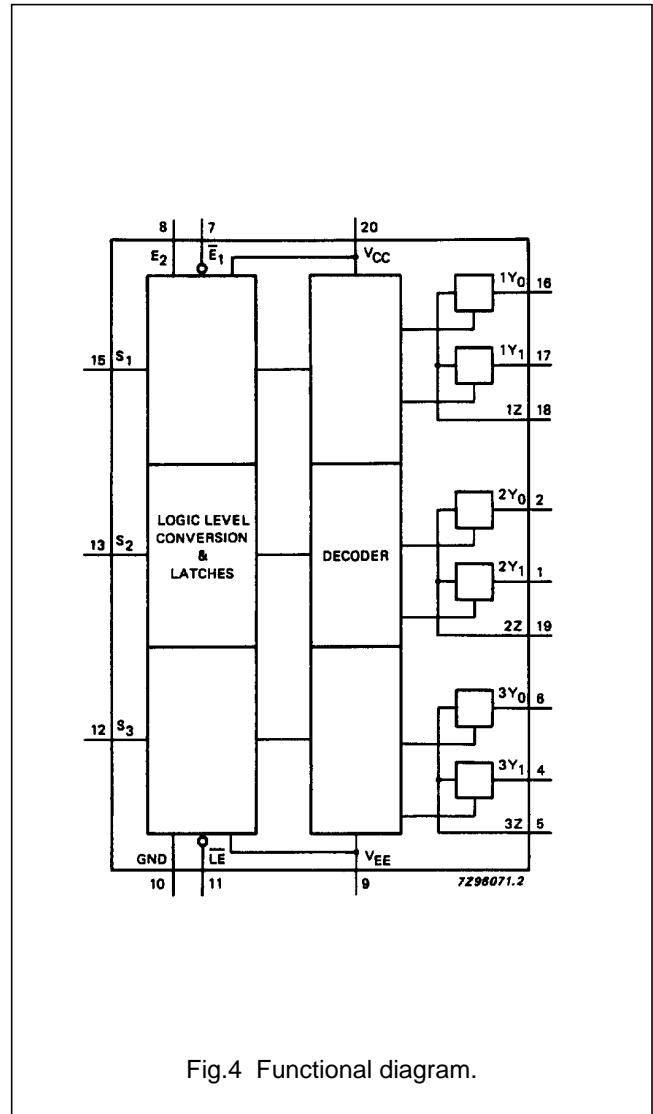 8 7 20
E2 E̅1 VCC
1Y0 16
15 S1
1Y1 17
1Z 18
2Y0 2
LOGIC LEVEL
CONVERSION
&
LATCHES
13 S2
DECODER
2Y1 1
2Z 19
3Y0 6
12 S3
3Y1 4
3Z 5
GND L̅E̅ VEE
10 11 9
7Z96071.2
Fig.4 Functional diagram.